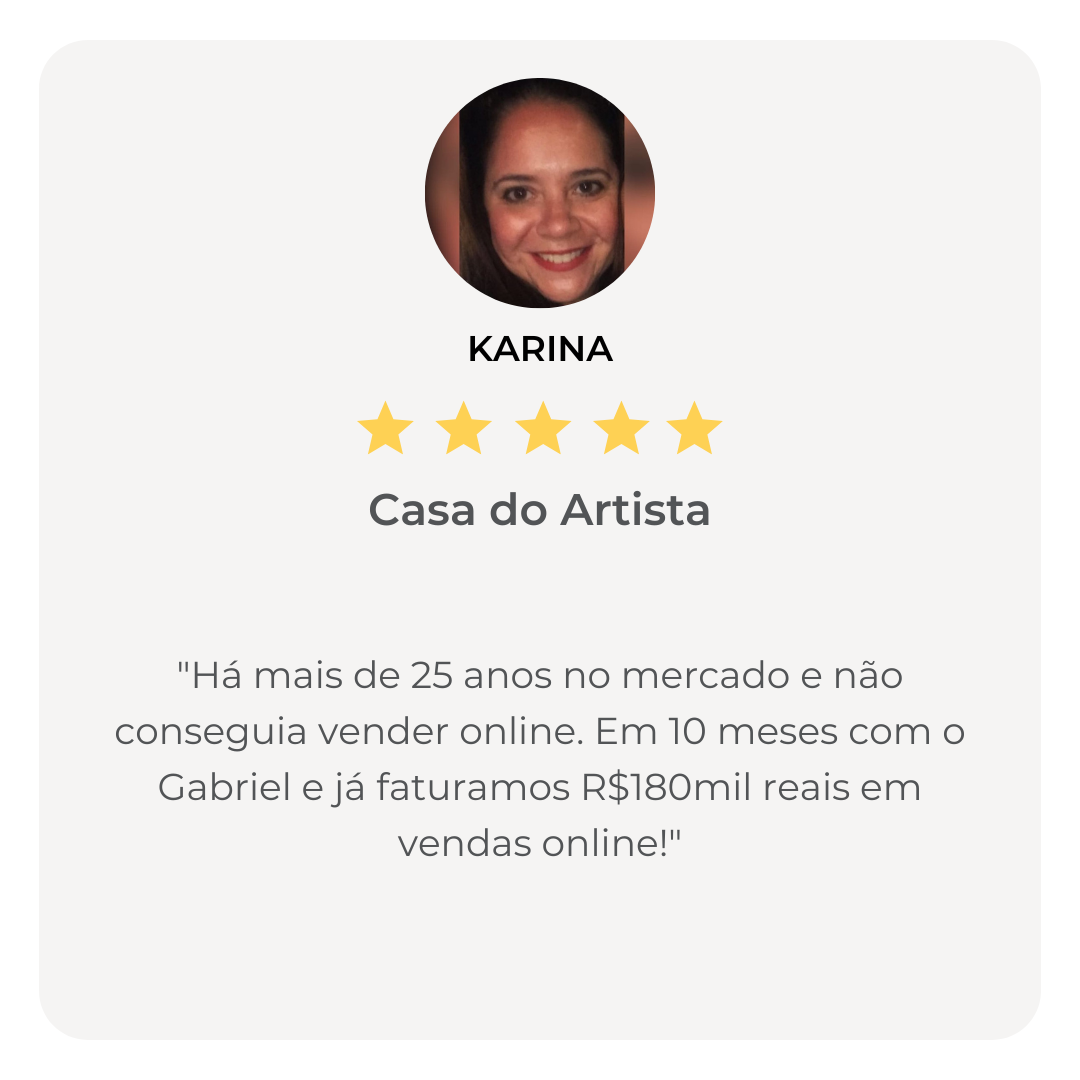 KARINA
Casa do Artista
"Há mais de 25 anos no mercado e não
conseguia vender online. Em 10 meses com o
Gabriel e já faturamos R$180mil reais em
vendas online!"